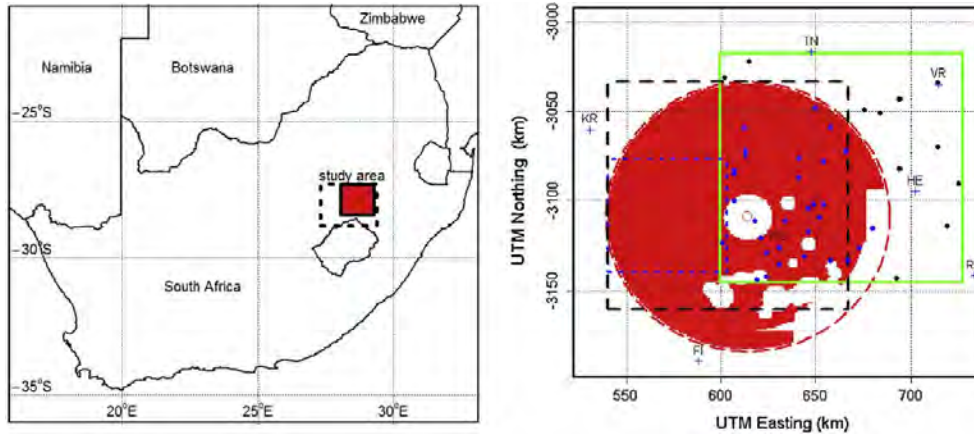 Zimbabwe
Namibia
Botswana
-25°S
study area
-30°S
South Africa
-35°S
20°E
25°E
30°E
-3000
-3050
-3100
-3150
UTM Northing (km)
TN
VR
KR
HE
R
FI
550
600
650
700
UTM Easting (km)